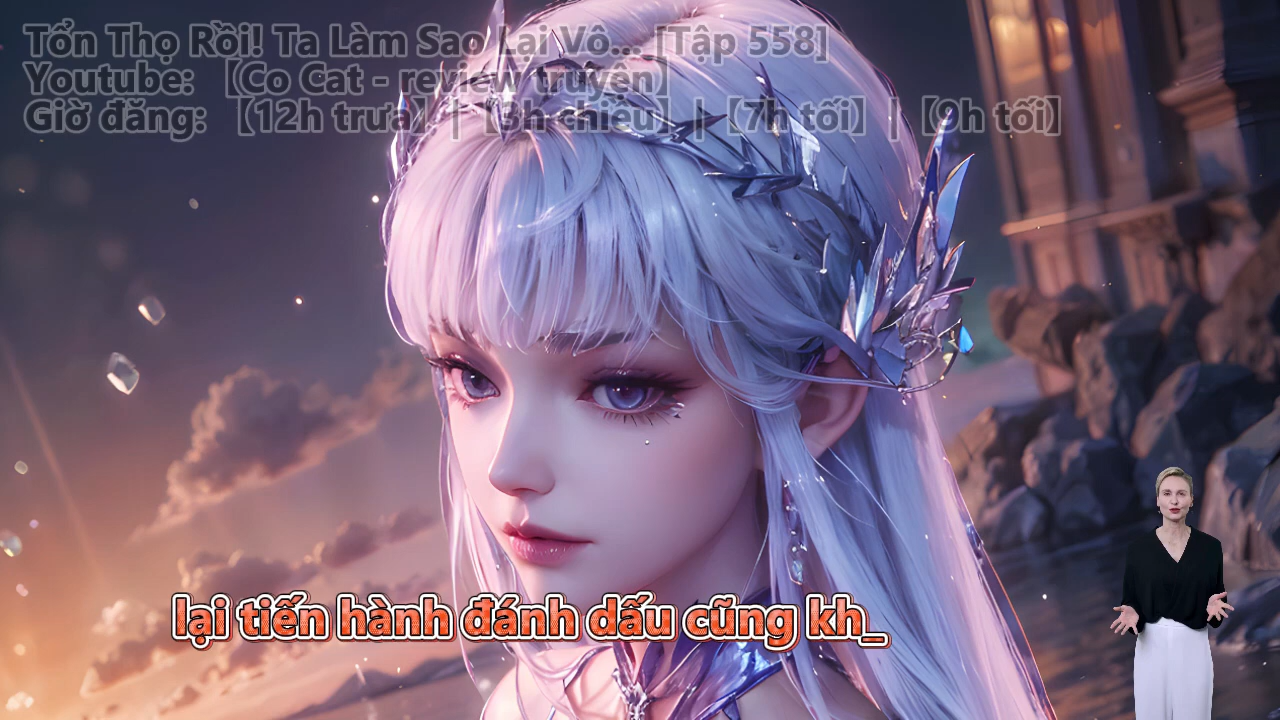 Tổn Thọ Rồi! Ta Làm Sao Lại Vô... [Tập 558]
Youtube: 【Co Cat - review truyện】
Giờ đăng: 【12h trưa】 | [3h chiều] | [7h tối] | [9h tối]
lại tiến hành đánh dấu cũng kh_